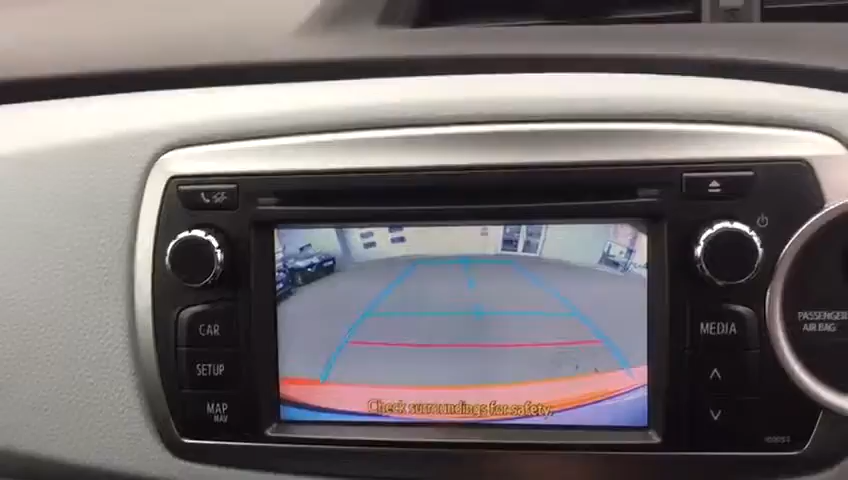 CAR
SETUP
MAP
NAV
MEDIA
PASSENGER
AIR BAG
Check surroundings for safety.